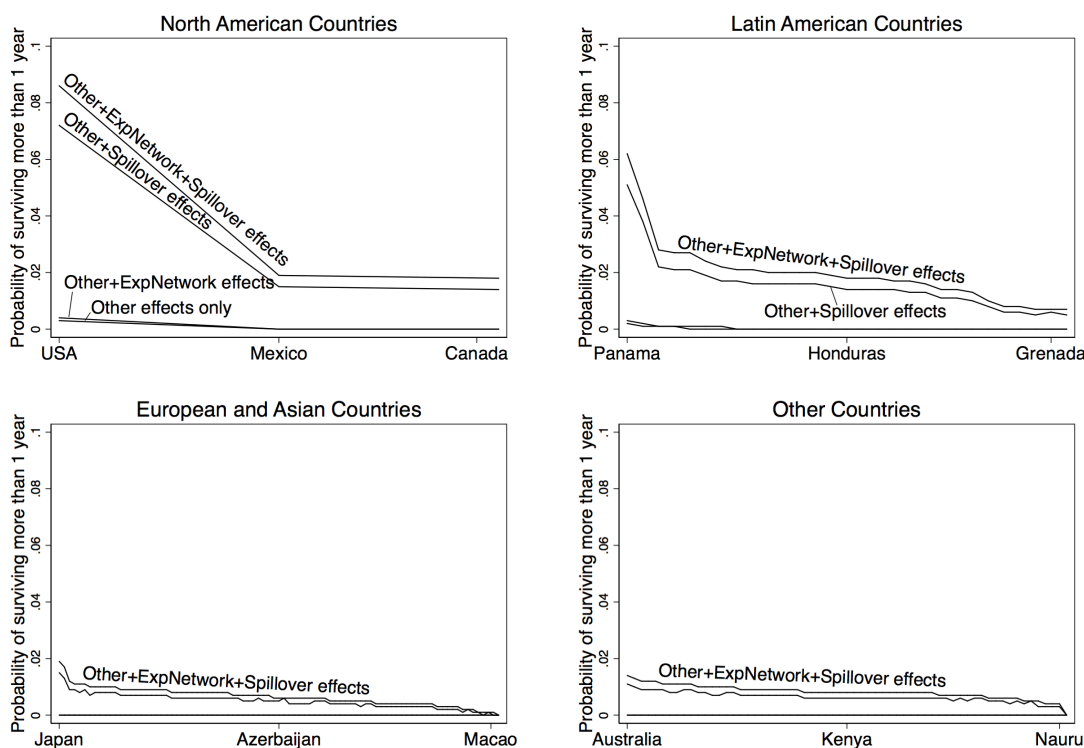 North American Countries
Probability of surviving more than 1 year
.1
.08
.06
.04
.02
0
Other+ExpNetwork+Spillover effects
Other+Spillover effects
Other+ExpNetwork effects
Other effects only
USA Mexico Canada
Latin American Countries
Probability of surviving more than 1 year
.1
.08
.06
.04
.02
0
Other+ExpNetwork+Spillover effects
Other+Spillover effects
Panama Honduras Grenada
European and Asian Countries
Probability of surviving more than 1 year
.1
.08
.06
.04
.02
0
Other+ExpNetwork+Spillover effects
Japan Azerbaijan Macao
Other Countries
Probability of surviving more than 1 year
.1
.08
.06
.04
.02
0
Other+ExpNetwork+Spillover effects
Australia Kenya Nauru